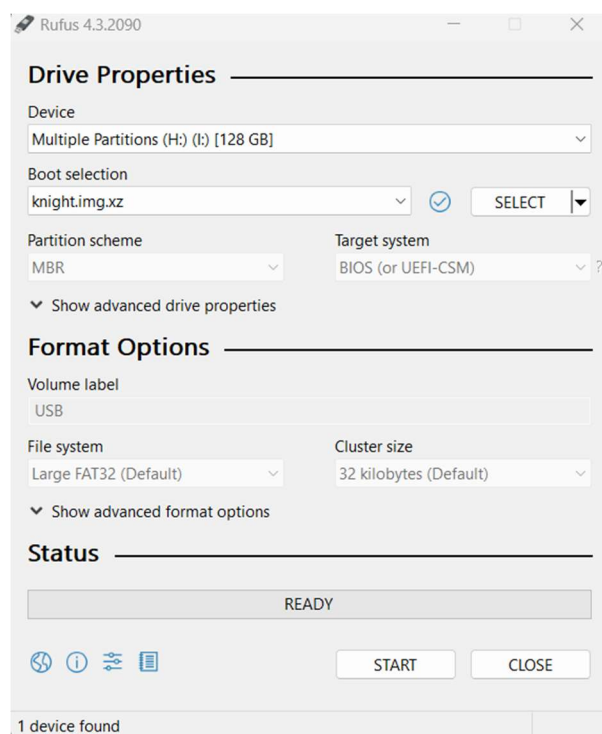 Rufus 4.3.2090
Drive Properties
Device
Multiple Partitions (H:) (I:) [128 GB]
Boot selection
knight.img.xz
SELECT
Partition scheme
Target system
MBR
BIOS (or UEFI-CSM)
?
Show advanced drive properties
Format Options
Volume label
USB
File system
Cluster size
Large FAT32 (Default)
32 kilobytes (Default)
Show advanced format options
Status
READY
START
CLOSE
1 device found